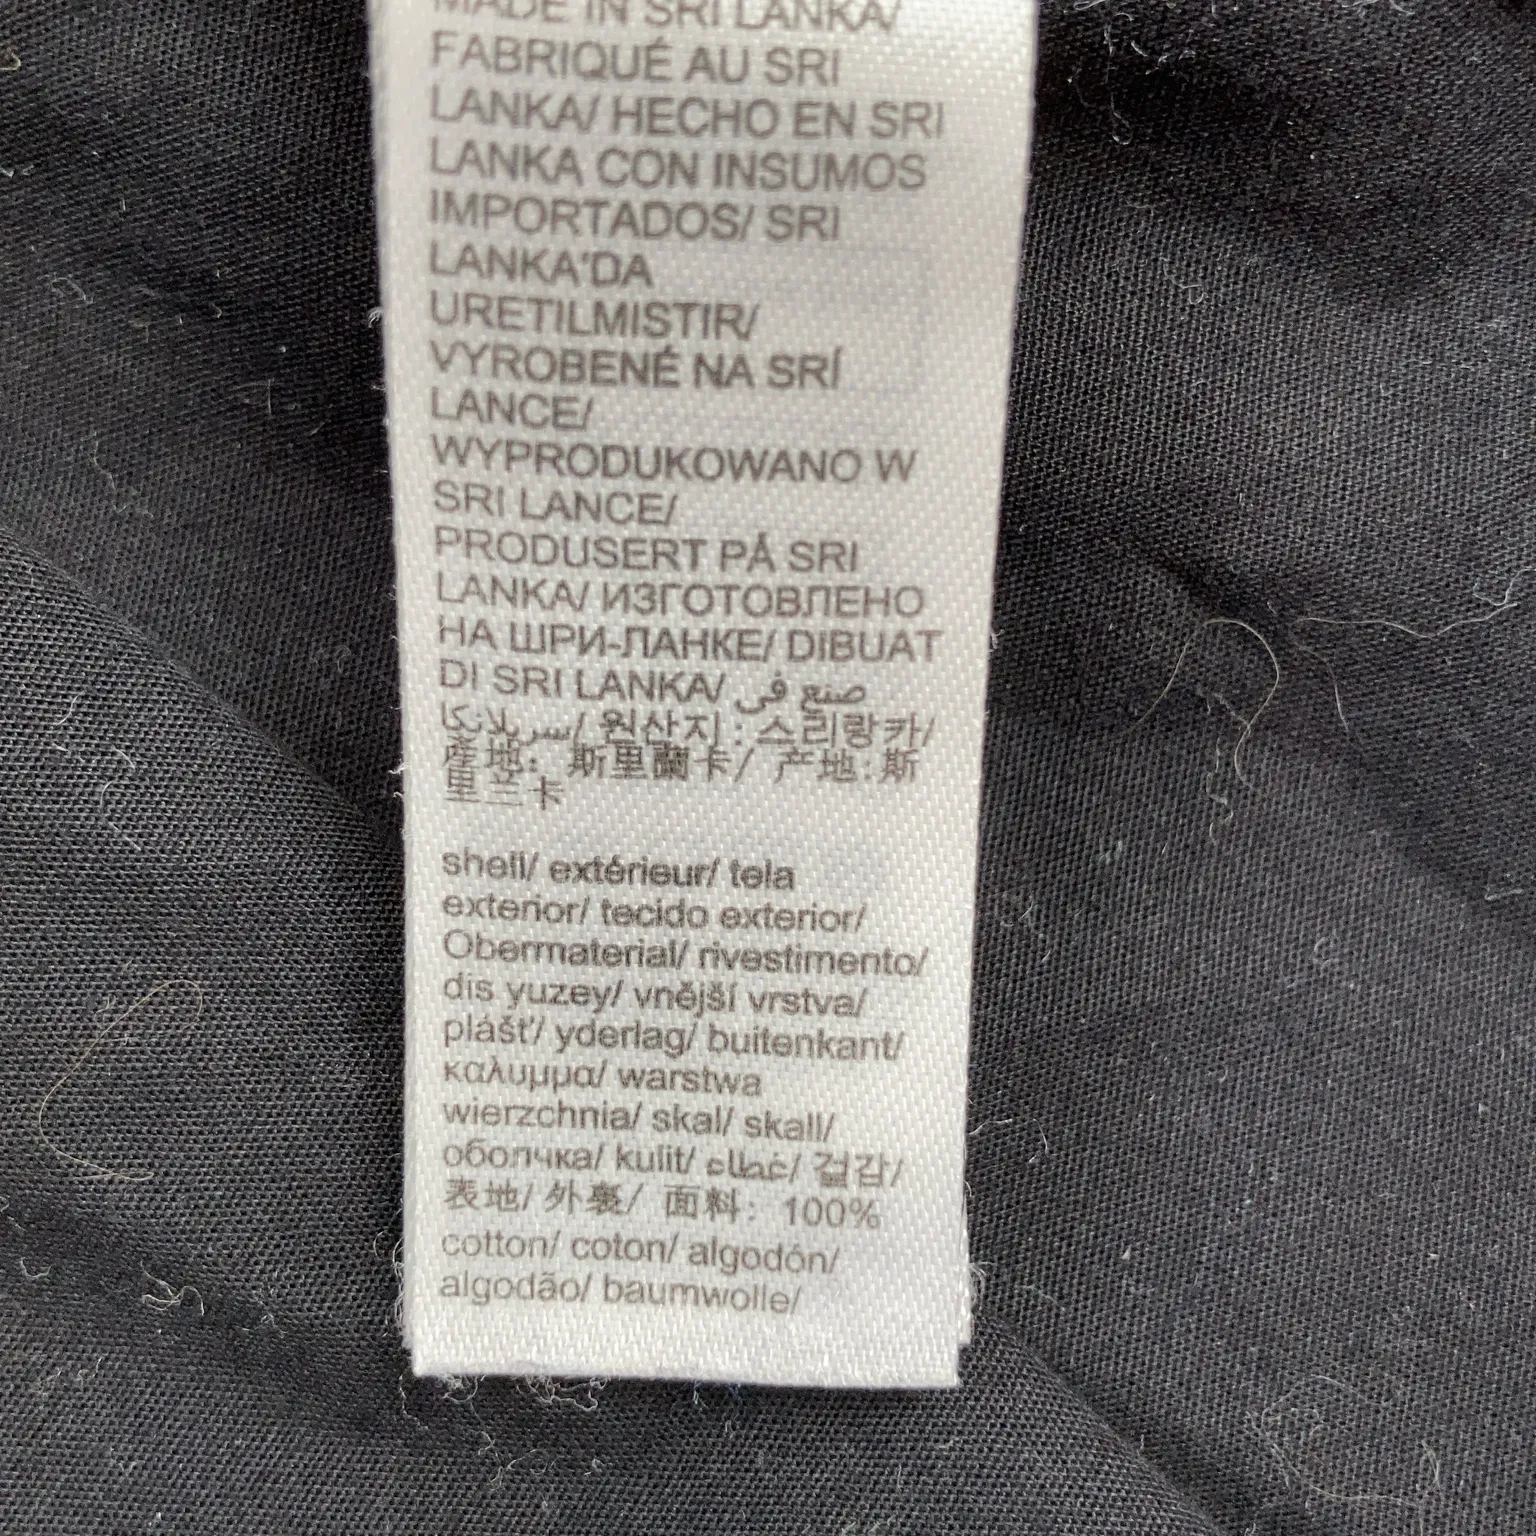 MADE IN SRI LANKA/
FABRIQUÉ AU SRI
LANKA/ HECHO EN SRI
LANKA CON INSUMOS
IMPORTADOS/ SRI
LANKA'DA
URETILMISTIR/
VYROBENÉ NA SRÍ
LANCE/
WYPRODUKOWANO W
SRI LANCE/
PRODUSERT PÅ SRI
LANKA/ ИЗГОТОВЛЕНО
НА ШРИ-ЛАНКЕ/ DIBUAT
DI SRI LANKA/ صنع في
سريلانكا/ 원산지: 스리랑카/
產地: 斯里蘭卡/ 产地:斯
里兰卡
shell/ extérieur/ tela
exterior/ tecido exterior/
Obermaterial/ rivestimento/
dis yuzey/ vnější vrstva/
plášť/ yderlag/ buitenkant/
καλυμμα/ warstwa
wierzchnia/ skal/ skall/
оболчка/ kulit/ غطاء/ 겉감/
表地/ 外裏/ 面料: 100%
cotton/ coton/ algodón/
algodão/ baumwolle/